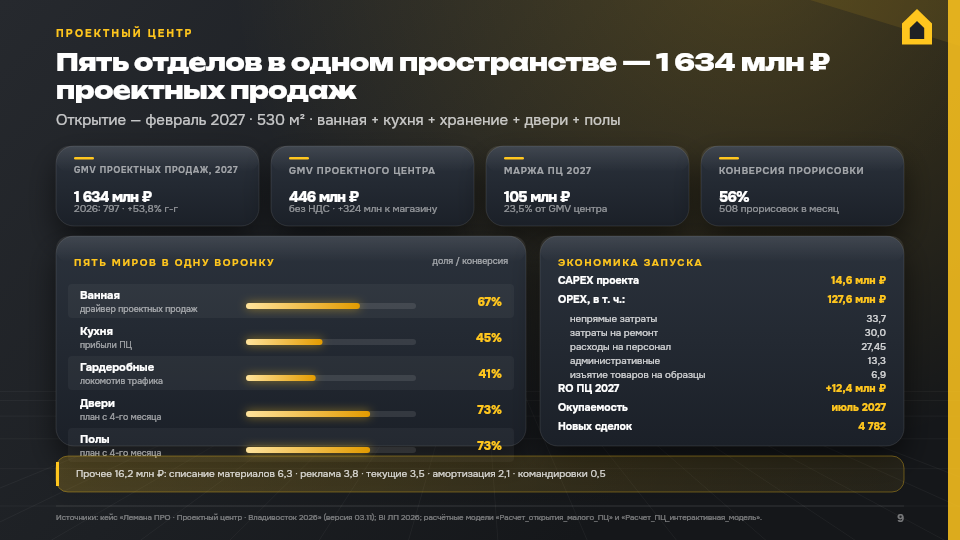 ПРОЕКТНЫЙ ЦЕНТР
Пять отделов в одном пространстве — 1 634 млн ₽
проектных продаж
Открытие — февраль 2027 · 530 м² · ванная + кухня + хранение + двери + полы
GMV ПРОЕКТНЫХ ПРОДАЖ, 2027
1 634 млн ₽
2026: 797 · +53,8% г-г
GMV ПРОЕКТНОГО ЦЕНТРА
446 млн ₽
без НДС · +324 млн к магазину
МАРЖА ПЦ 2027
105 млн ₽
23,5% от GMV центра
КОНВЕРСИЯ ПРОРИСОВКИ
56%
508 прорисовок в месяц
ПЯТЬ МИРОВ В ОДНУ ВОРОНКУ
доля / конверсия
Ванная
драйвер проектных продаж
67%
Кухня
прибыли ПЦ
45%
Гардеробные
локомотив трафика
41%
Двери
план с 4-го месяца
73%
Полы
план с 4-го месяца
73%
ЭКОНОМИКА ЗАПУСКА
CAPEX проекта 14,6 млн ₽
OPEX, в т. ч.: 127,6 млн ₽
непрямые затраты 33,7
затраты на ремонт 30,0
расходы на персонал 27,45
административные 13,3
изъятие товаров на образцы 6,9
RO ПЦ 2027 +12,4 млн ₽
Окупаемость июль 2027
Новых сделок 4 782
Прочее 16,2 млн ₽: списание материалов 6,3 · реклама 3,8 · текущие 3,5 · амортизация 2,1 · командировки 0,5
Источники: кейс «Лемана ПРО · Проектный центр · Владивосток 2026» (версия 03.11); BI ЛП 2026; расчётные модели «Расчет_открытия_малого_ПЦ» и «Расчет_ПЦ_интерактивная_модель».
9